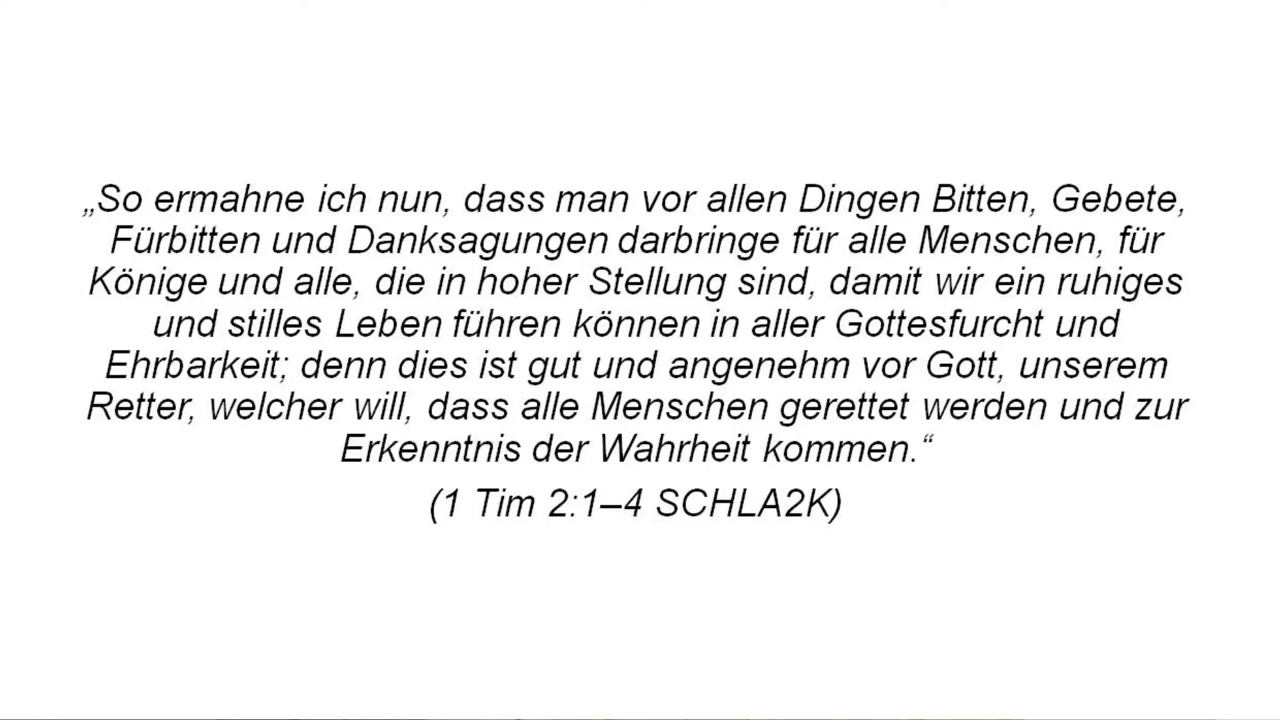 „So ermahne ich nun, dass man vor allen Dingen Bitten, Gebete,
Fürbitten und Danksagungen darbringe für alle Menschen, für
Könige und alle, die in hoher Stellung sind, damit wir ein ruhiges
und stilles Leben führen können in aller Gottesfurcht und
Ehrbarkeit; denn dies ist gut und angenehm vor Gott, unserem
Retter, welcher will, dass alle Menschen gerettet werden und zur
Erkenntnis der Wahrheit kommen.“
(1 Tim 2:1–4 SCHLA2K)